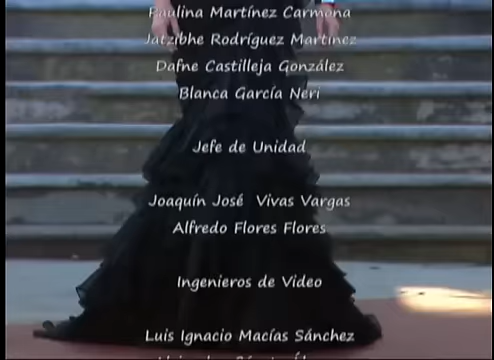 Paulina Martínez Carmona
Jatzibhe Rodríguez Martínez
Dafne Castilleja González
Blanca García Neri
Jefe de Unidad
Joaquín José Vivas Vargas
Alfredo Flores Flores
Ingenieros de Video
Luis Ignacio Macías Sánchez